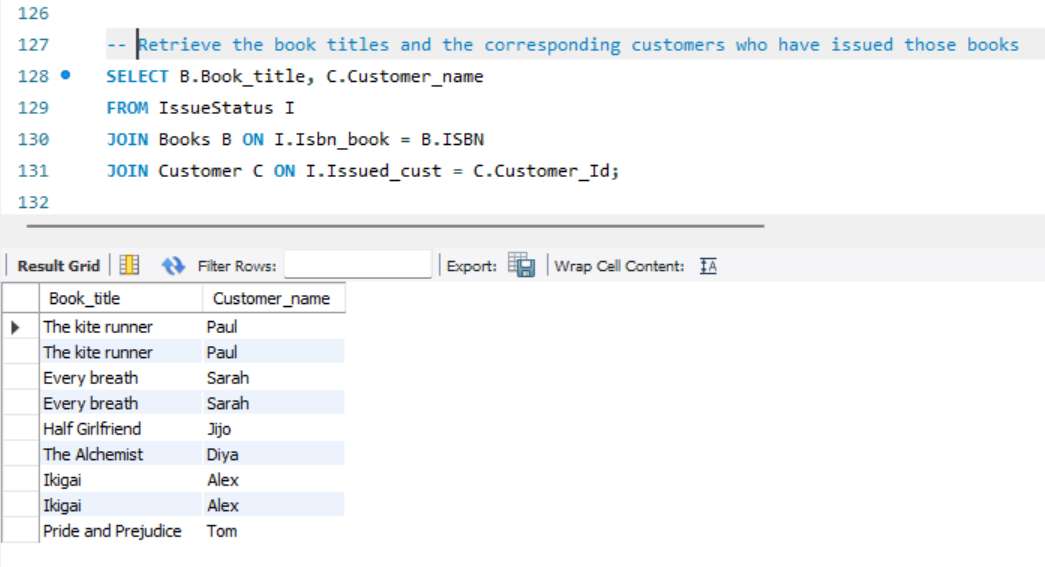 126
127 -- Retrieve the book titles and the corresponding customers who have issued those books
128 SELECT B.Book_title, C.Customer_name
129 FROM IssueStatus I
130 JOIN Books B ON I.Isbn_book = B.ISBN
131 JOIN Customer C ON I.Issued_cust = C.Customer_Id;
132
Result Grid Filter Rows: Export: Wrap Cell Content: IA
Book_title Customer_name
The kite runner Paul
The kite runner Paul
Every breath Sarah
Every breath Sarah
Half Girlfriend Jijo
The Alchemist Diya
Ikigai Alex
Ikigai Alex
Pride and Prejudice Tom